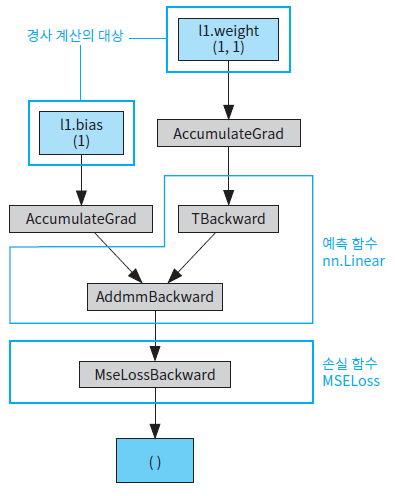 경사 계산의 대상
l1.weight
(1, 1)
l1.bias
(1)
AccumulateGrad
AccumulateGrad
TBackward
예측 함수
nn.Linear
AddmmBackward
손실 함수
MSELoss
MseLossBackward
( )